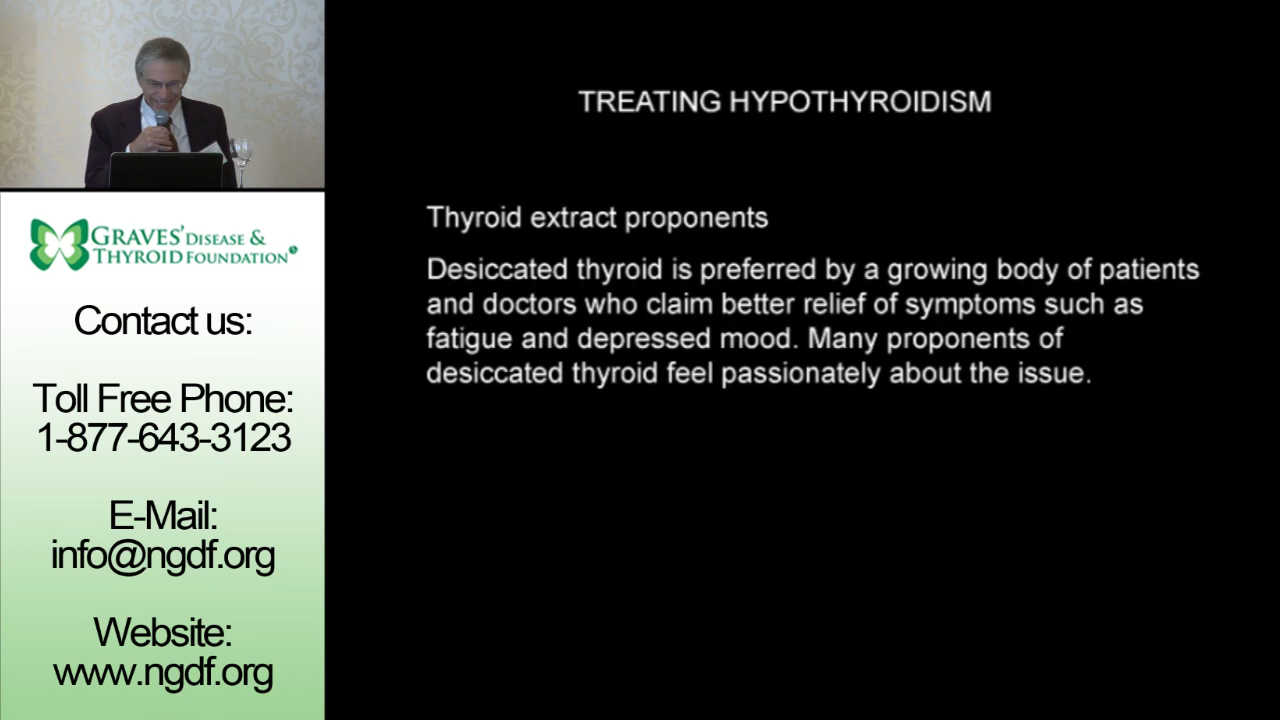 GRAVES' DISEASE &
THYROID FOUNDATION
Contact us:
Toll Free Phone:
1-877-643-3123
E-Mail:
info@ngdf.org
Website:
www.ngdf.org
TREATING HYPOTHYROIDISM
Thyroid extract proponents
Desiccated thyroid is preferred by a growing body of patients
and doctors who claim better relief of symptoms such as
fatigue and depressed mood. Many proponents of
desiccated thyroid feel passionately about the issue.